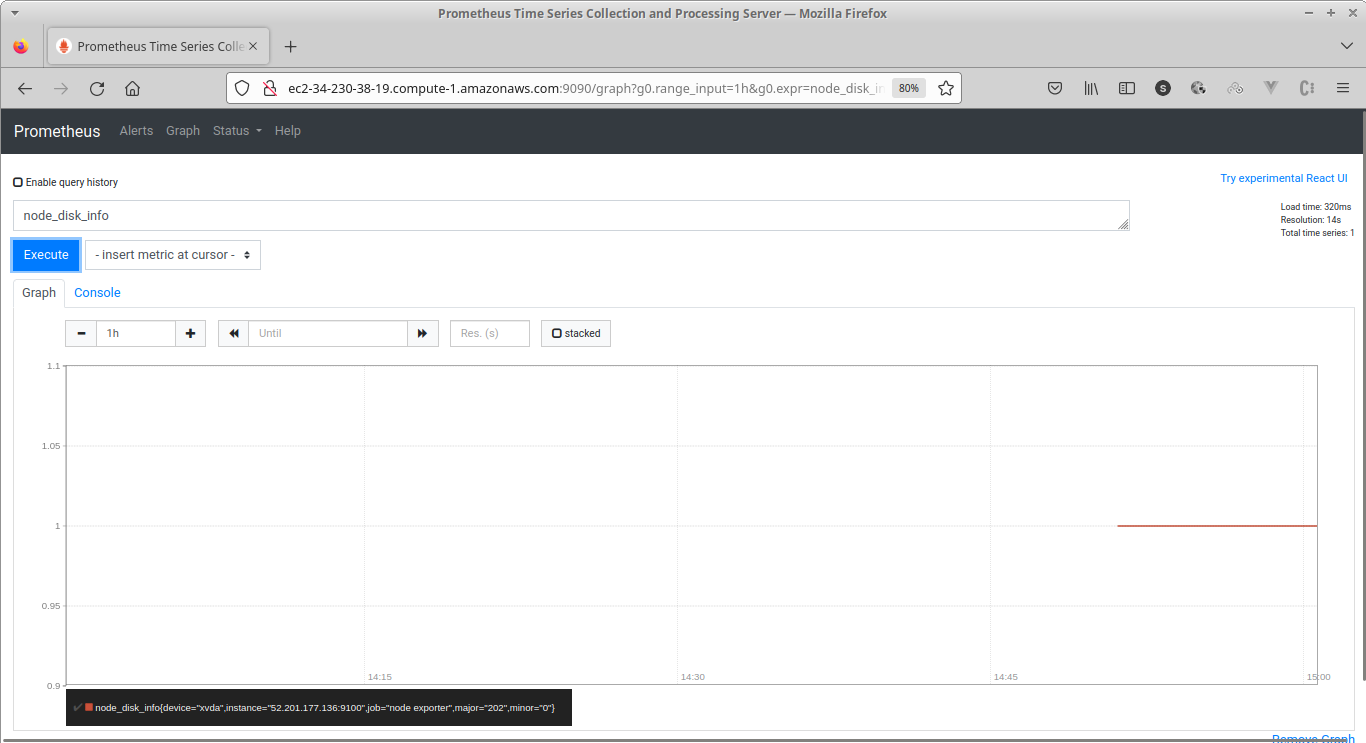 Prometheus Time Series Collection and Processing Server — Mozilla Firefox
Prometheus Time Series Colle
ec2-34-230-38-19.compute-1.amazonaws.com:9090/graph?g0.range_input=1h&g0.expr=node_disk_in
80%
S
Prometheus Alerts Graph Status Help
Enable query history
Try experimental React UI
node_disk_info
Load time: 320ms
Resolution: 14s
Total time series: 1
Execute
- insert metric at cursor -
Graph Console
1h
Until
Res. (s)
stacked
1.1
1.05
1
0.95
0.9
14:15 14:30 14:45 15:00
node_disk_info{device="xvda",instance="52.201.177.136:9100",job="node exporter",major="202",minor="0"}
Remove Graph